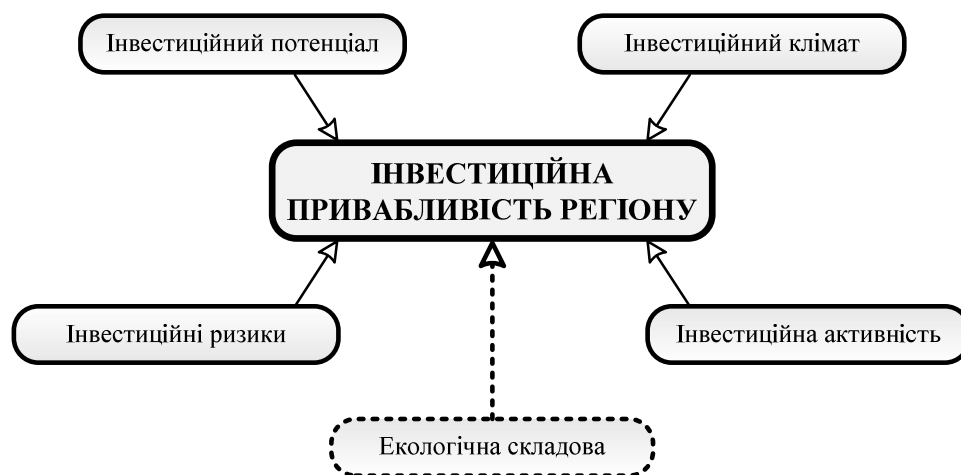 Інвестиційний потенціал
Інвестиційний клімат
ІНВЕСТИЦІЙНА
ПРИВАБЛИВІСТЬ РЕГІОНУ
Інвестиційні ризики
Інвестиційна активність
Екологічна складова